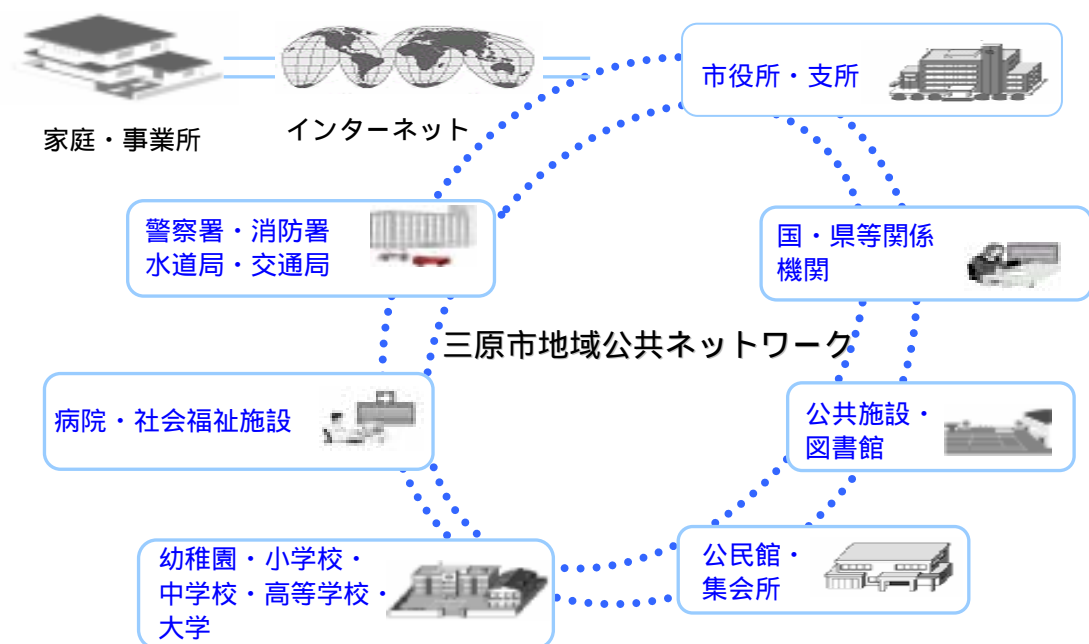 家庭・事業所
インターネット
市役所・支所
警察署・消防署
水道局・交通局
国・県等関係
機関
三原市地域公共ネットワーク
病院・社会福祉施設
公共施設・
図書館
幼稚園・小学校・
中学校・高等学校・
大学
公民館・
集会所